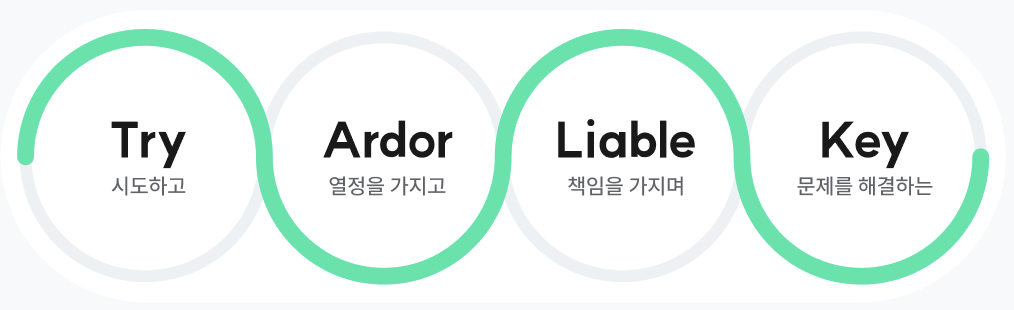 Try
시도하고
Ardor
열정을 가지고
Liable
책임을 가지며
Key
문제를 해결하는